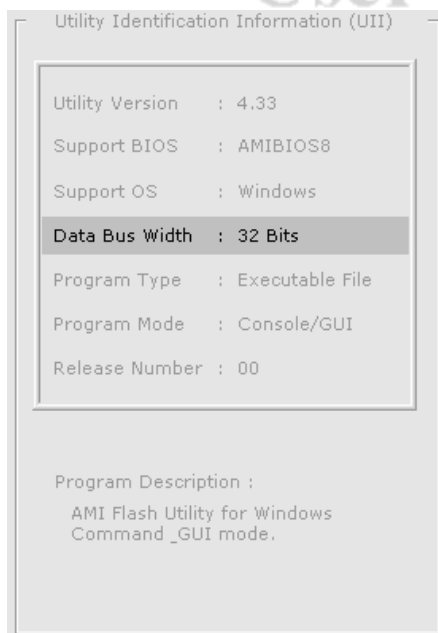 Utility Identification Information (UII)
Utility Version : 4.33
Support BIOS : AMIBIOS8
Support OS : Windows
Data Bus Width : 32 Bits
Program Type : Executable File
Program Mode : Console/GUI
Release Number : 00
Program Description :
AMI Flash Utility for Windows
Command _GUI mode.